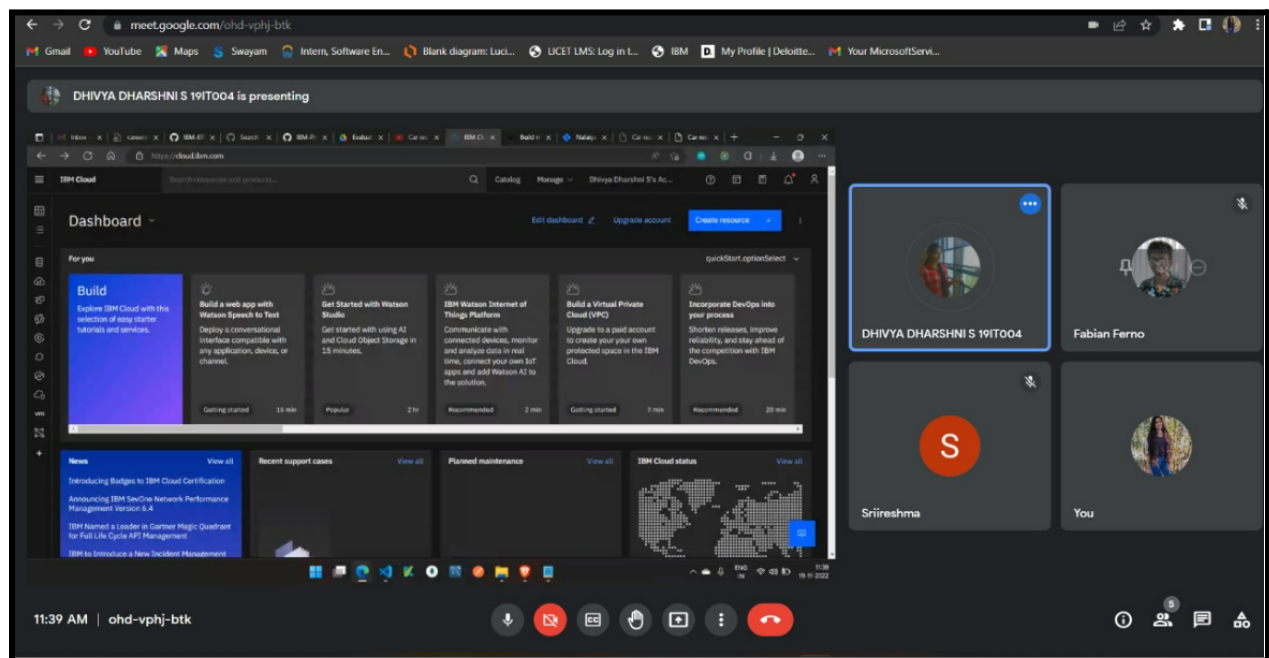 meet.google.com/ohd-vphj-btk
Gmail YouTube Maps Swayam Intern, Software En... Blank diagram: Luci... LICET LMS: Log in t... IBM My Profile | Deloitte... Your MicrosoftServi...
DHIVYA DHARSHNI S 19IT004 is presenting
Inbox
https://cloud.ibm.com
IBM Cloud Search resources and products... Catalog Manage Dhivya Dharshni S's Ac...
Dashboard Edit dashboard Upgrade account Create resource +
For you quickStart.optionSelect
Build
Explore IBM Cloud with this
selection of easy starter
tutorials and services.
Build a web app with
Watson Speech to Text
Deploy a conversational
interface compatible with
any application, device, or
channel.
Getting started 15 min
Get Started with Watson
Studio
Get started with using AI
and Cloud Object Storage in
15 minutes.
Popular 2 hr
IBM Watson Internet of
Things Platform
Communicate with
connected devices, monitor
and analyze data in real
time, connect your own IoT
apps and add Watson AI to
the solution.
Recommended 2 min
Build a Virtual Private
Cloud (VPC)
Upgrade to a paid account
to create your your own
protected space in the IBM
Cloud.
Getting started 7 min
Incorporate DevOps into
your process
Shorten releases, improve
reliability, and stay ahead of
the competition with IBM
DevOps.
Recommended 20 min
News View all
Introducing Badges to IBM Cloud Certification
Announcing IBM SevOne Network Performance
Management Version 6.4
IBM Named a Leader in Gartner Magic Quadrant
for Full Life Cycle API Management
IBM to Introduce a New Incident Management
Recent support cases View all
Planned maintenance View all
IBM Cloud status View all
ENG
IN
11:39
19-11-2022
DHIVYA DHARSHNI S 19IT004
Fabian Ferno
S
Sriireshma
You
11:39 AM | ohd-vphj-btk
5